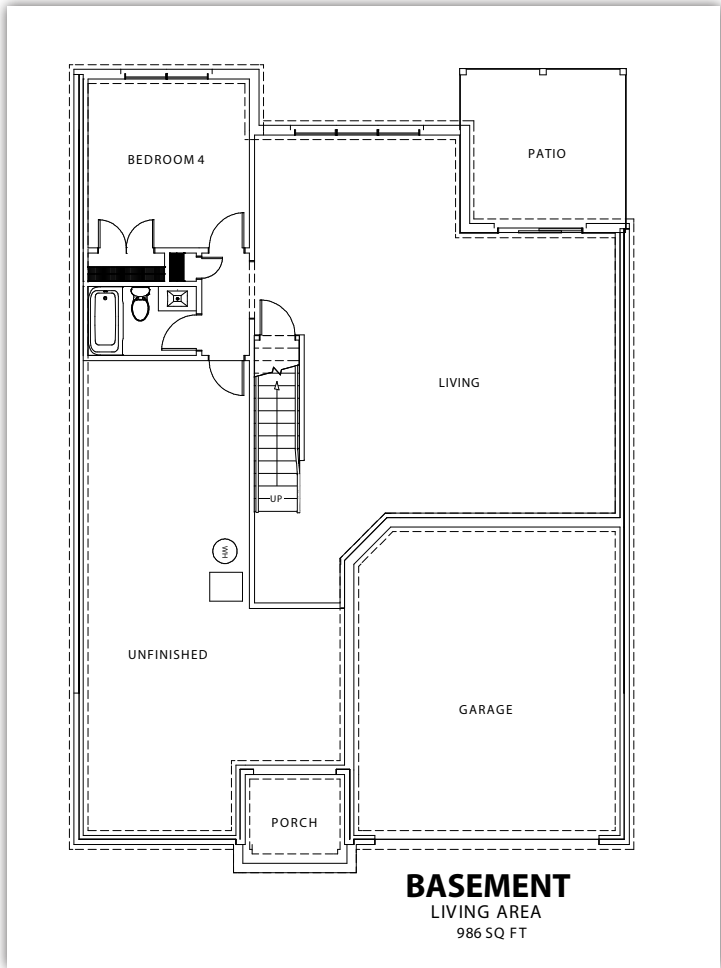 BEDROOM 4
PATIO
LIVING
UP
WH
UNFINISHED
GARAGE
PORCH
BASEMENT
LIVING AREA
986 SQ FT